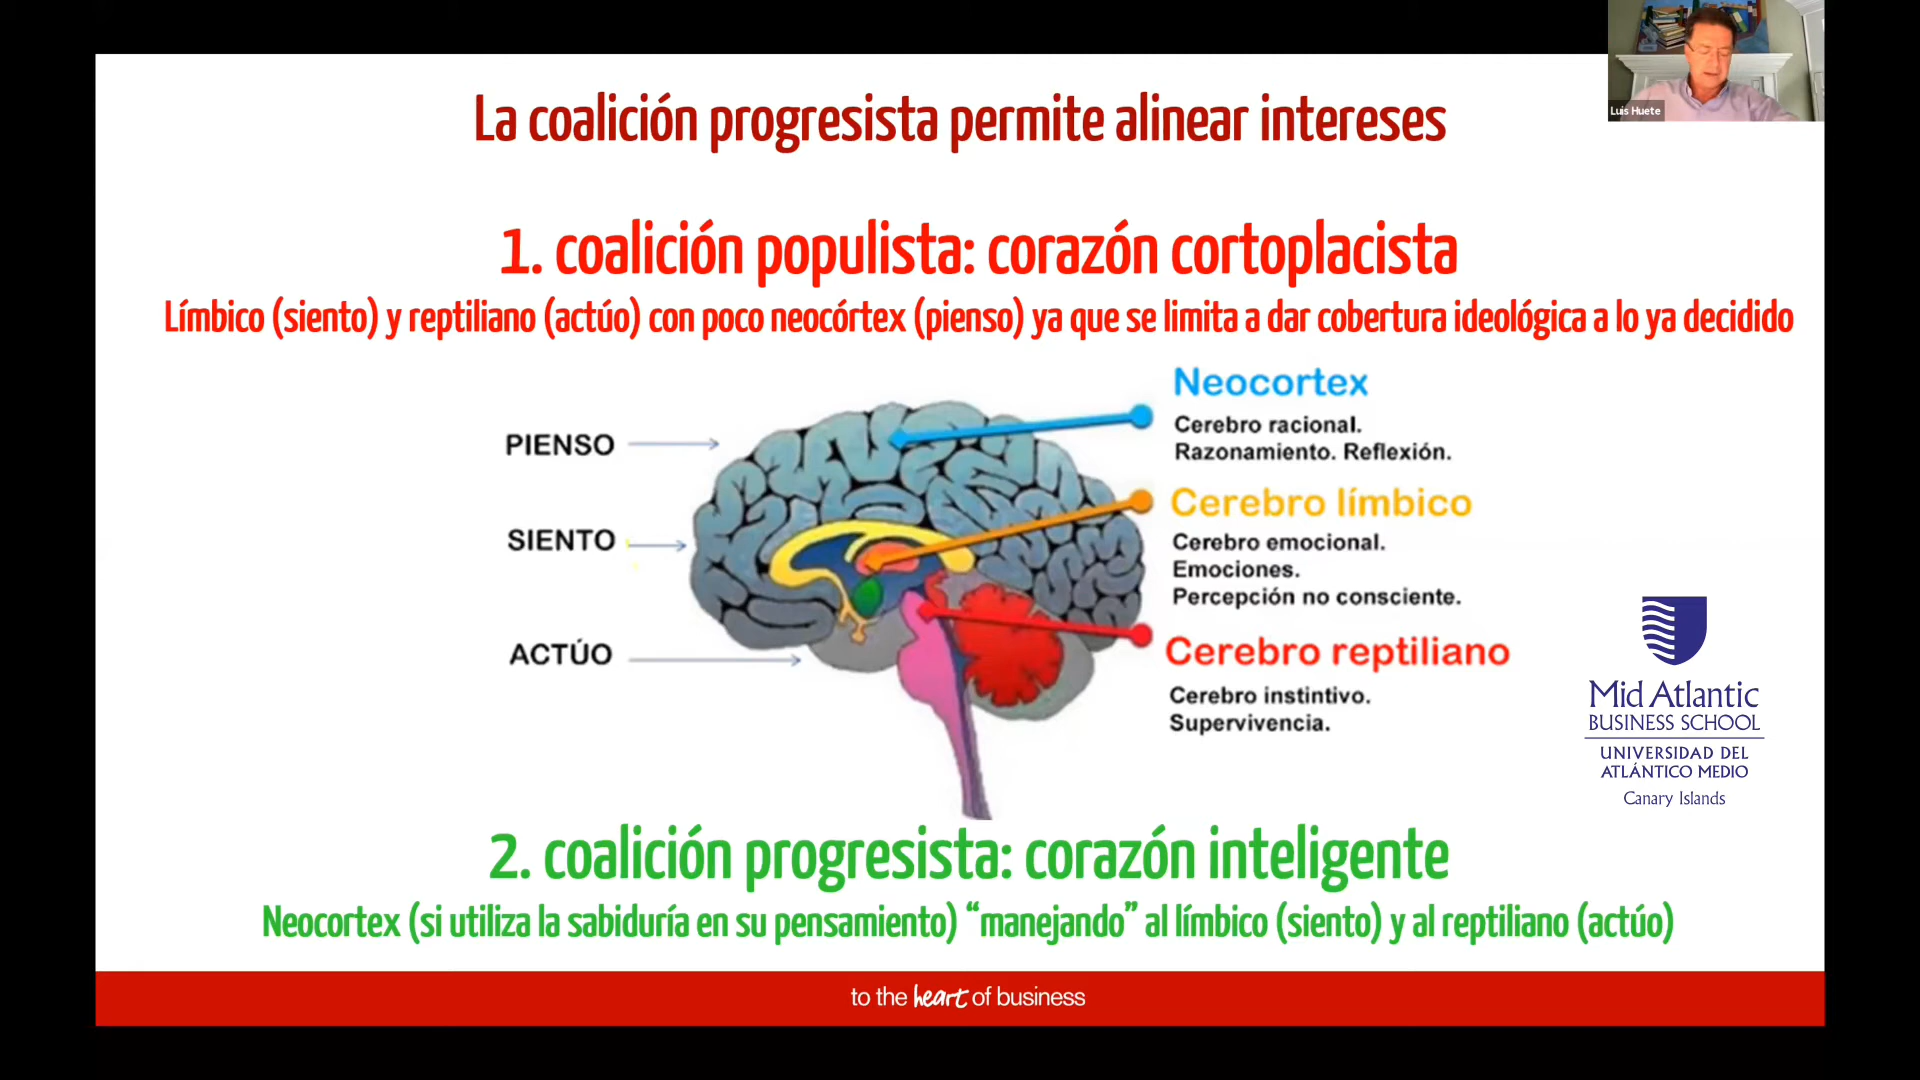 Luis Huete
La coalición progresista permite alinear intereses
1. coalición populista: corazón cortoplacista
Límbico (siento) y reptiliano (actúo) con poco neocórtex (pienso) ya que se limita a dar cobertura ideológica a lo ya decidido
PIENSO
SIENTO
ACTÚO
Neocortex
Cerebro racional.
Razonamiento. Reflexión.
Cerebro límbico
Cerebro emocional.
Emociones.
Percepción no consciente.
Cerebro reptiliano
Cerebro instintivo.
Supervivencia.
Mid Atlantic
BUSINESS SCHOOL
UNIVERSIDAD DEL
ATLÁNTICO MEDIO
Canary Islands
2. coalición progresista: corazón inteligente
Neocortex (si utiliza la sabiduría en su pensamiento) “manejando” al límbico (siento) y al reptiliano (actúo)
to the heart of business